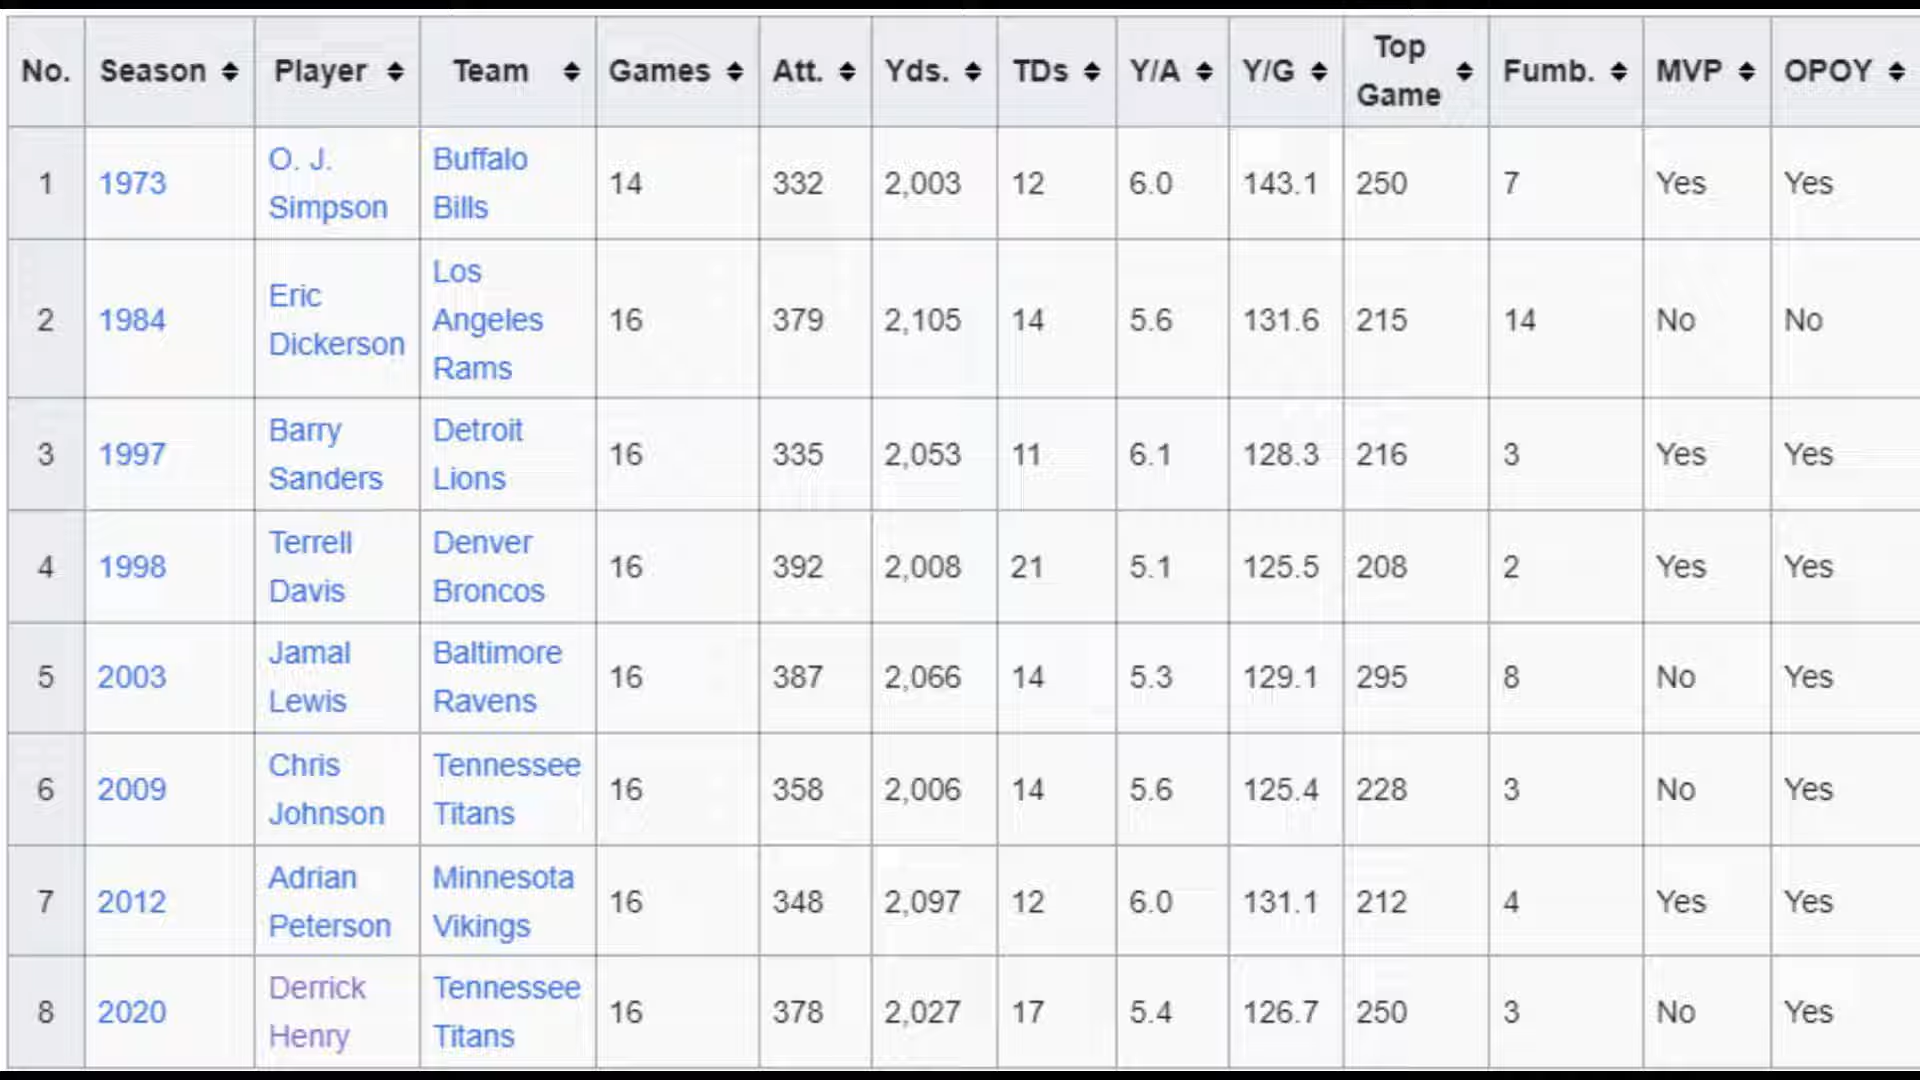 No. Season Player Team Games Att. Yds. TDs Y/A Y/G Top Game Fumb. MVP OPOY
1 1973 O. J. Simpson Buffalo Bills 14 332 2,003 12 6.0 143.1 250 7 Yes Yes
2 1984 Eric Dickerson Los Angeles Rams 16 379 2,105 14 5.6 131.6 215 14 No No
3 1997 Barry Sanders Detroit Lions 16 335 2,053 11 6.1 128.3 216 3 Yes Yes
4 1998 Terrell Davis Denver Broncos 16 392 2,008 21 5.1 125.5 208 2 Yes Yes
5 2003 Jamal Lewis Baltimore Ravens 16 387 2,066 14 5.3 129.1 295 8 No Yes
6 2009 Chris Johnson Tennessee Titans 16 358 2,006 14 5.6 125.4 228 3 No Yes
7 2012 Adrian Peterson Minnesota Vikings 16 348 2,097 12 6.0 131.1 212 4 Yes Yes
8 2020 Derrick Henry Tennessee Titans 16 378 2,027 17 5.4 126.7 250 3 No Yes